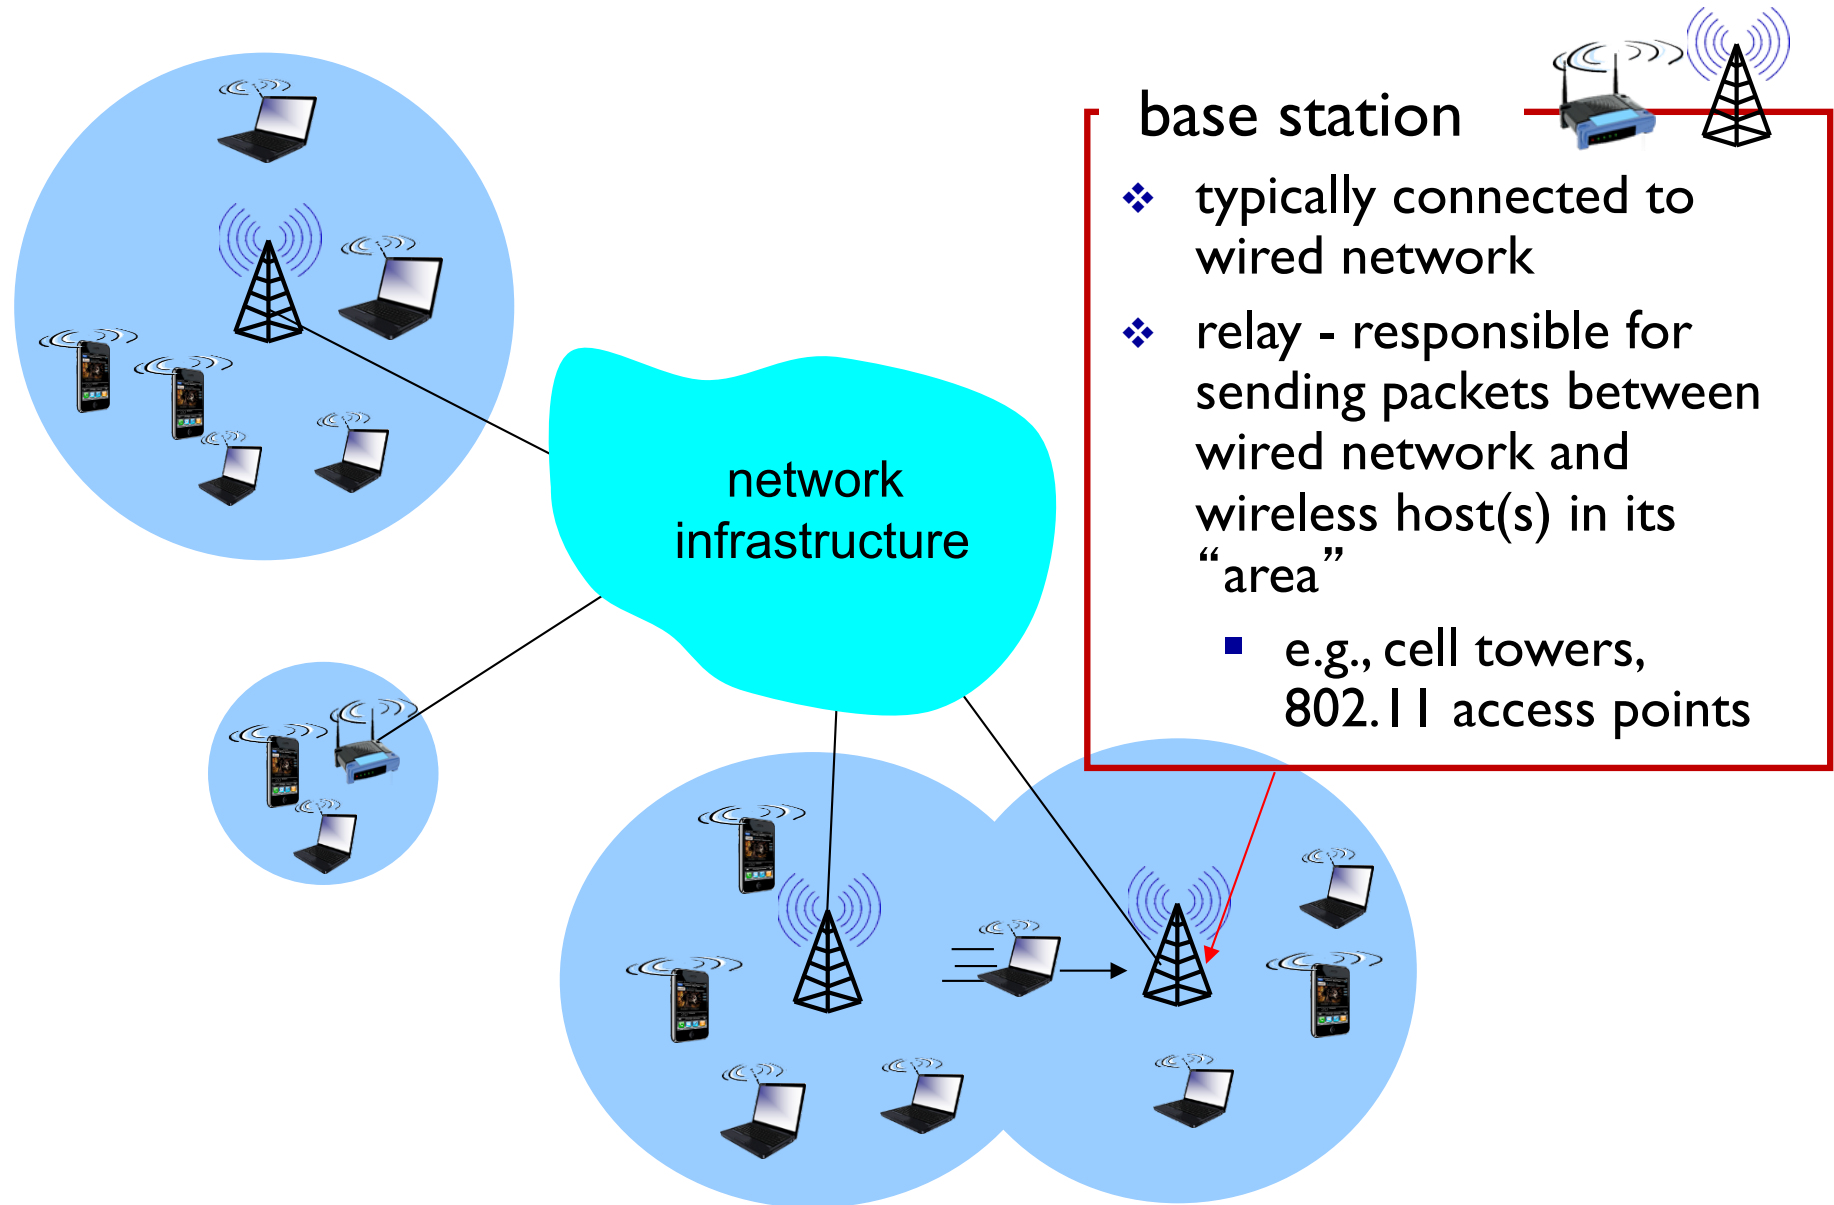 base station
❖ typically connected to
wired network
❖ relay - responsible for
sending packets between
wired network and
wireless host(s) in its
“area”
▪ e.g., cell towers,
802.11 access points
network
infrastructure